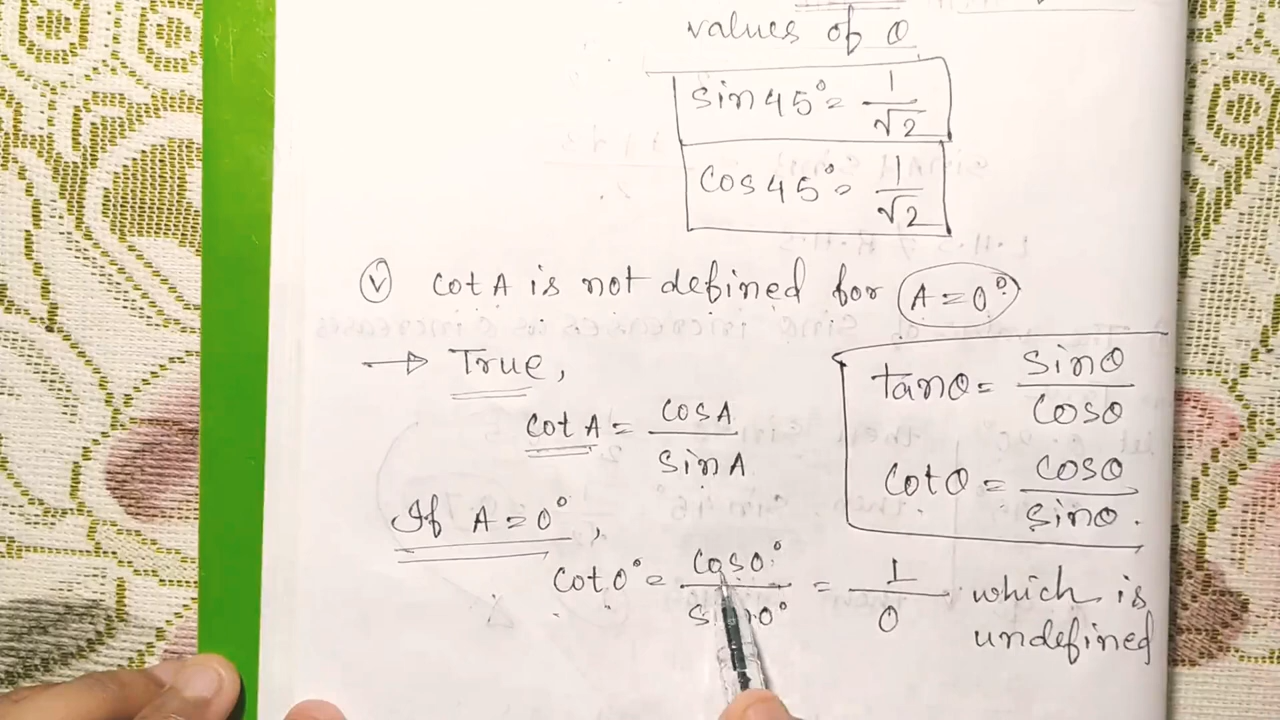 values of θ
sin 45° = 1/√2
cos 45° = 1/√2
(v) cot A is not defined for A = 0°
→ True,
cot A = cos A / sin A
tan θ = sin θ / cos θ
cot θ = cos θ / sin θ.
If A = 0°,
cot 0° = cos 0° / sin 0° = 1/0 which is
undefined